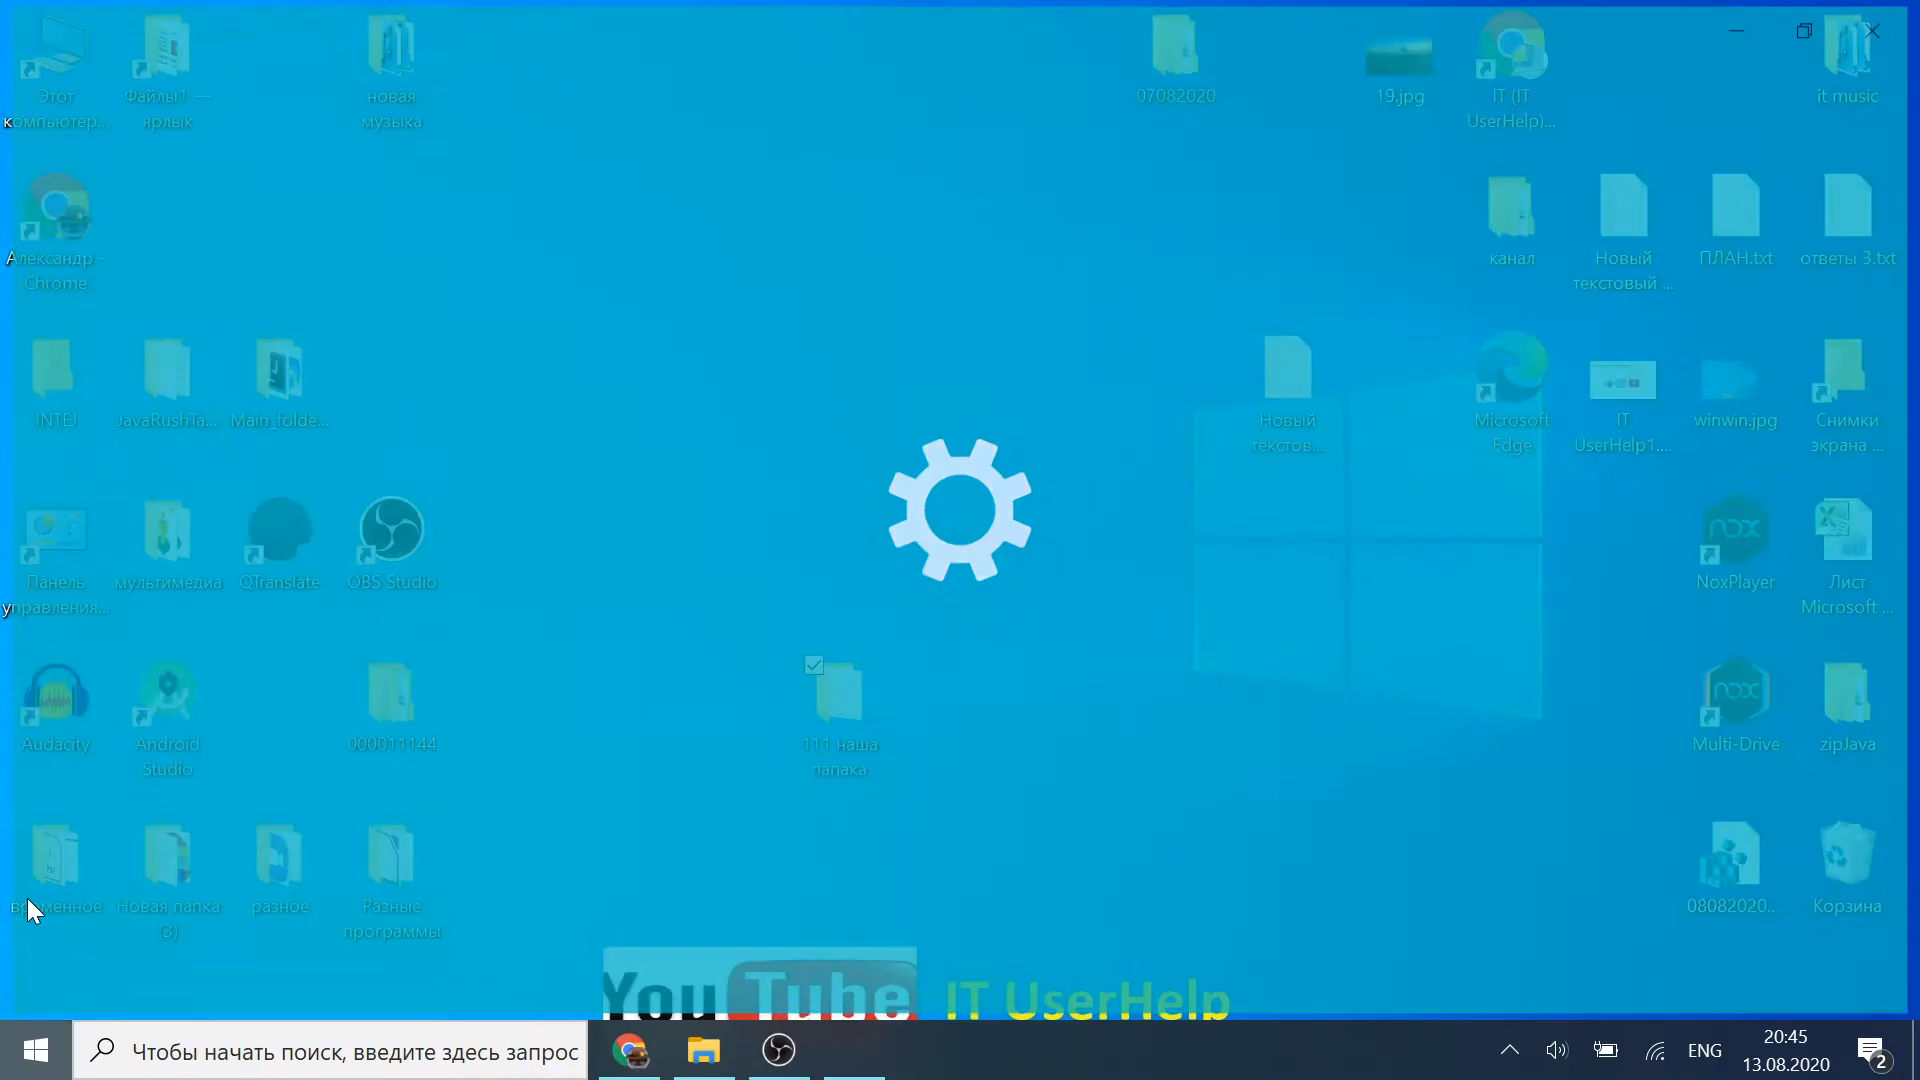 Этот
компьютер...
Файлы1 —
ярлык
новая
музыка
07082020
19.jpg
IT (IT
UserHelp)...
it music
Александр -
Chrome
канал
Новый
текстовый ...
ПЛАН.txt
ответы 3.txt
INTEJ
JavaRushTa...
Main_folde...
Новый
текстов...
Microsoft
Edge
IT
UserHelp1....
winwin.jpg
Снимки
экрана ...
Панель
управления...
мультимедиа
QTranslate
OBS Studio
NoxPlayer
Лист
Microsoft ...
Audacity
Android
Studio
000011144
111 наша
папака
Multi-Drive
zipJava
временное
Новая папка
(3)
разное
Разные
программы
08082020...
Корзина
YouTube
IT UserHelp
Чтобы начать поиск, введите здесь запрос
ENG
20:45
13.08.2020
2